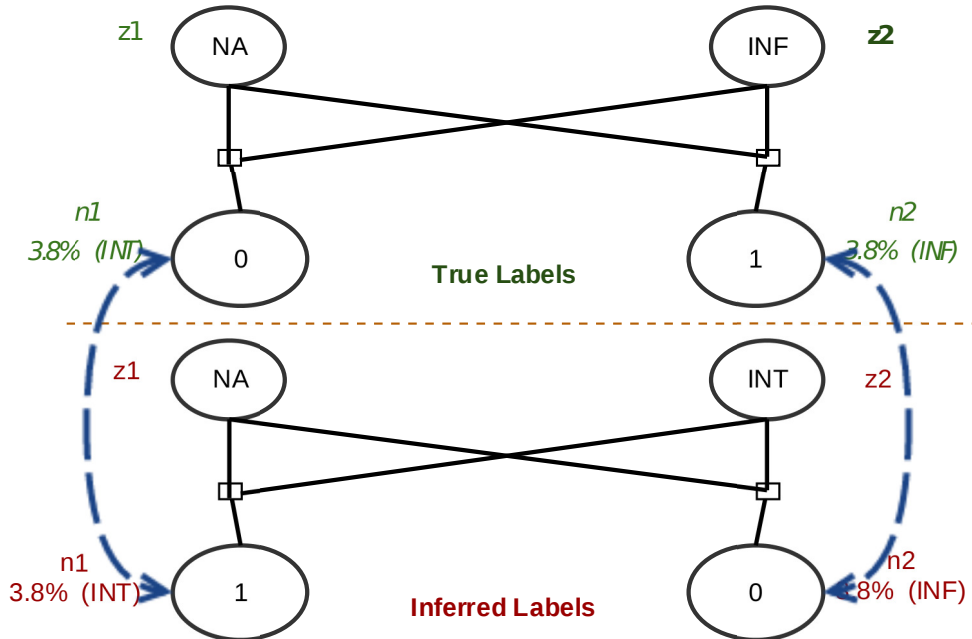 z1 NA INF z2
n1 n2
3.8% (INT) 3.8% (INF)
0 1
True Labels
z1 NA INT z2
n1 n2
3.8% (INT) 3.8% (INF)
1 0
Inferred Labels